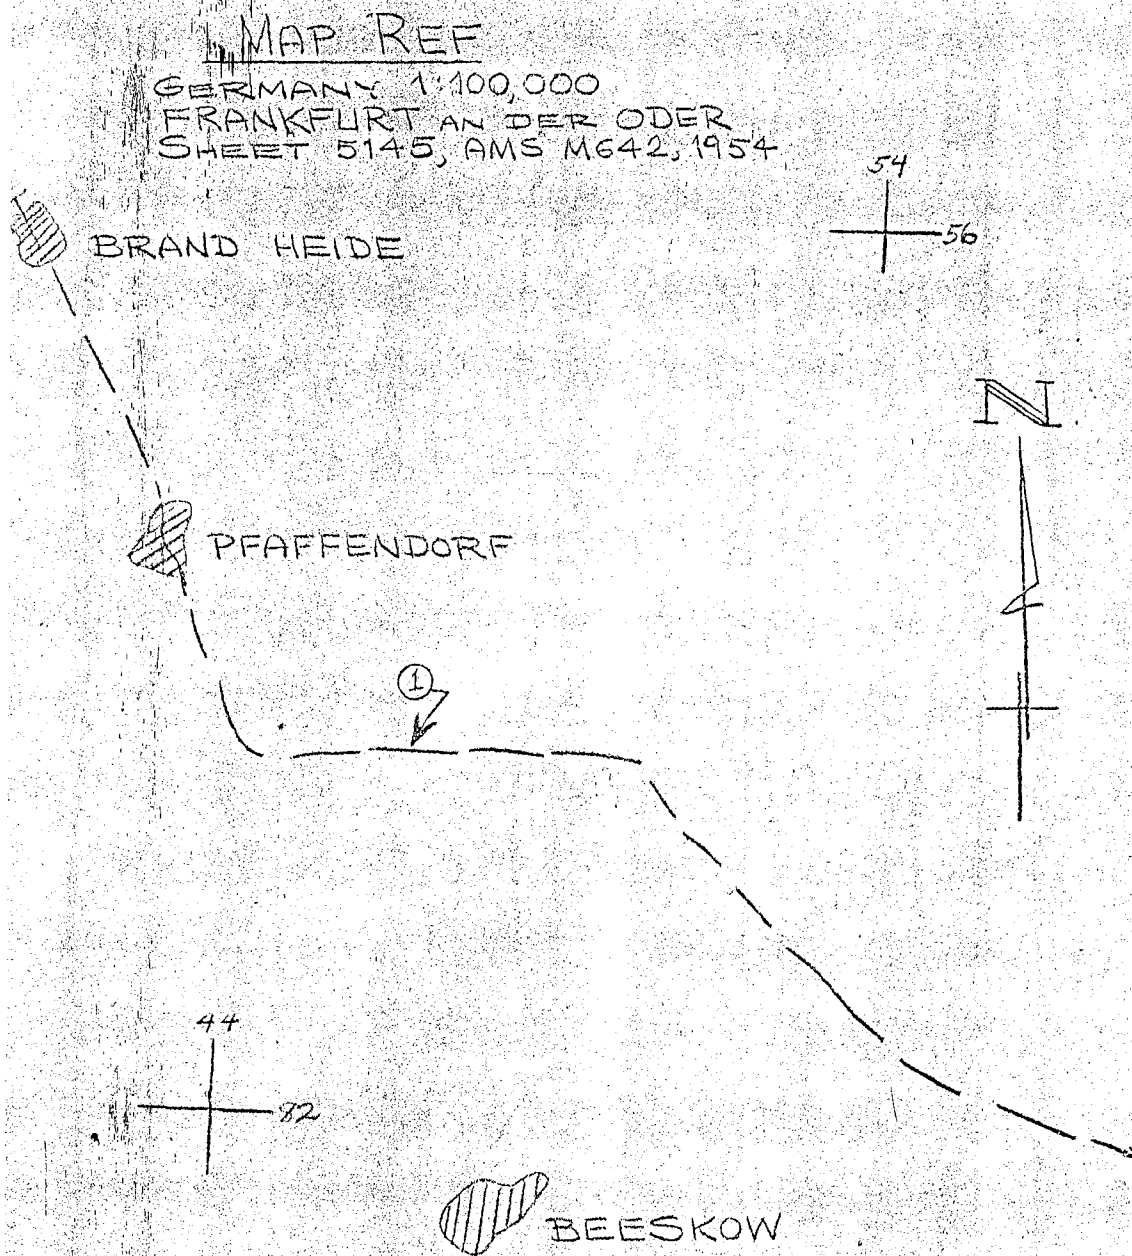 MAP REF
GERMANY 1:100,000
FRANKFURT AN DER ODER
SHEET 5145, AMS M642, 1954
54
56
BRAND HEIDE
N
PFAFFENDORF
1
44
82
BEESKOW